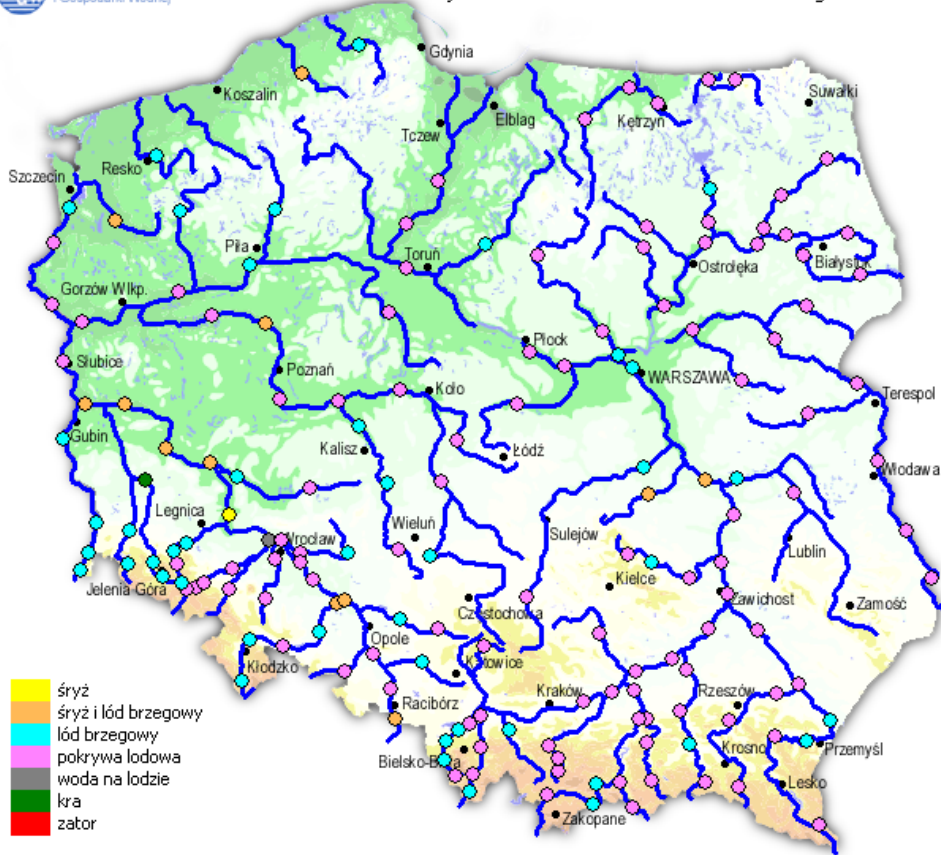 i Gospodarki Wodnej
Gdynia
Koszalin
Suwałki
Elbląg
Kętrzyn
Tczew
Resko
Szczecin
Piła
Toruń
Ostrołęka
Białystok
Gorzów Wlkp.
Płock
Słubice
Poznań
WARSZAWA
Koło
Terespol
Gubin
Kalisz
Łódź
Włodawa
Legnica
Wieluń
Sulejów
Wrocław
Lublin
Jelenia Góra
Kielce
Częstochowa
Zawichost
Zamość
Opole
Kłodzko
Katowice
Kraków
Rzeszów
Racibórz
Bielsko-Biała
Krosno
Przemyśl
Lesko
Zakopane
śryż
śryż i lód brzegowy
lód brzegowy
pokrywa lodowa
woda na lodzie
kra
zator